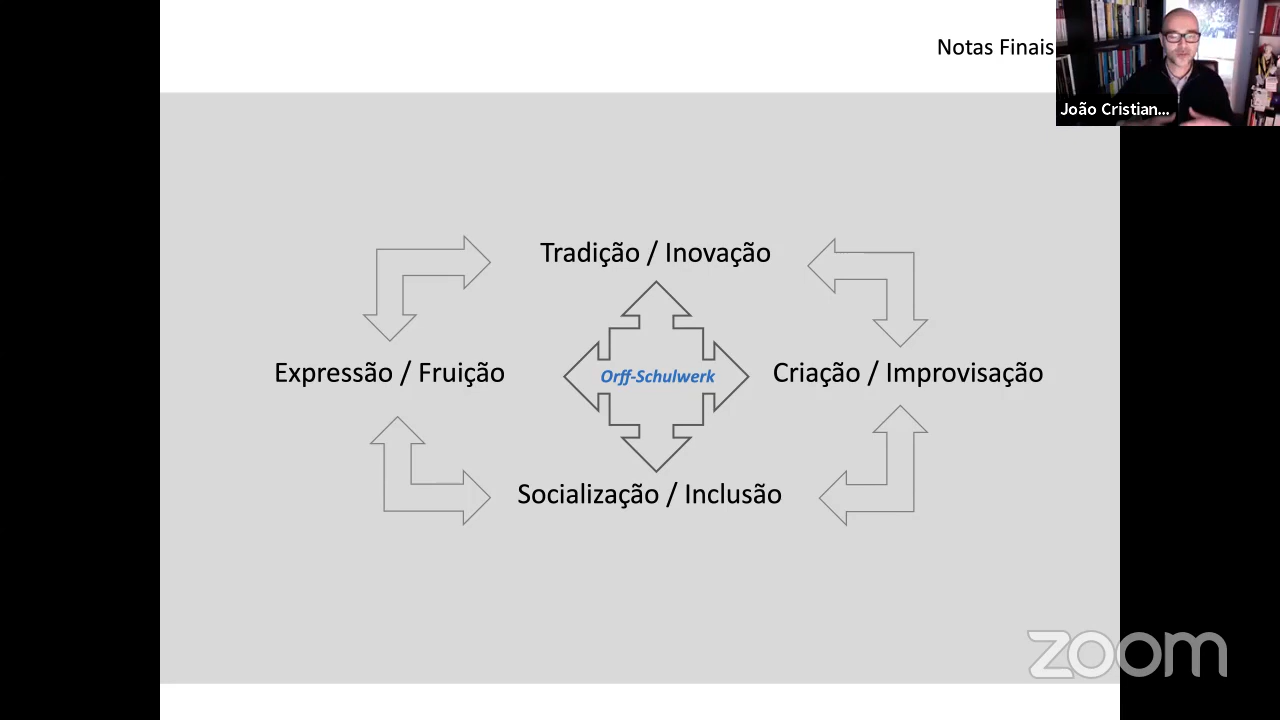 Notas Finais
João Cristian...
Tradição / Inovação
Expressão / Fruição
Orff-Schulwerk
Criação / Improvisação
Socialização / Inclusão
zoom